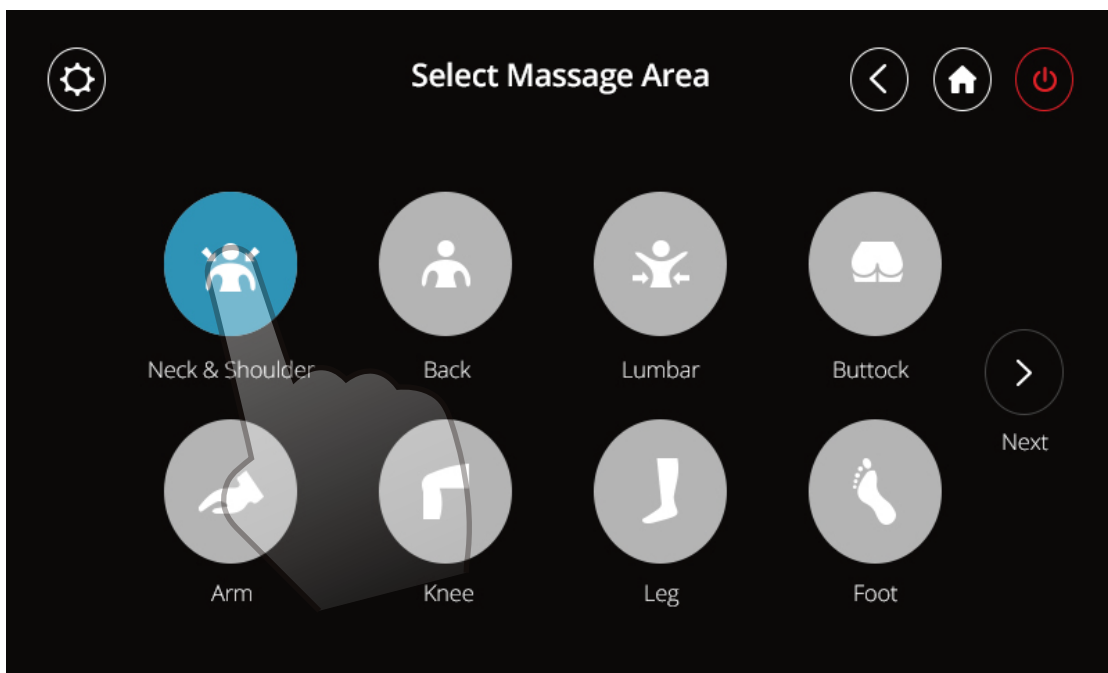 Select Massage Area
Neck & Shoulder
Back
Lumbar
Buttock
Next
Arm
Knee
Leg
Foot